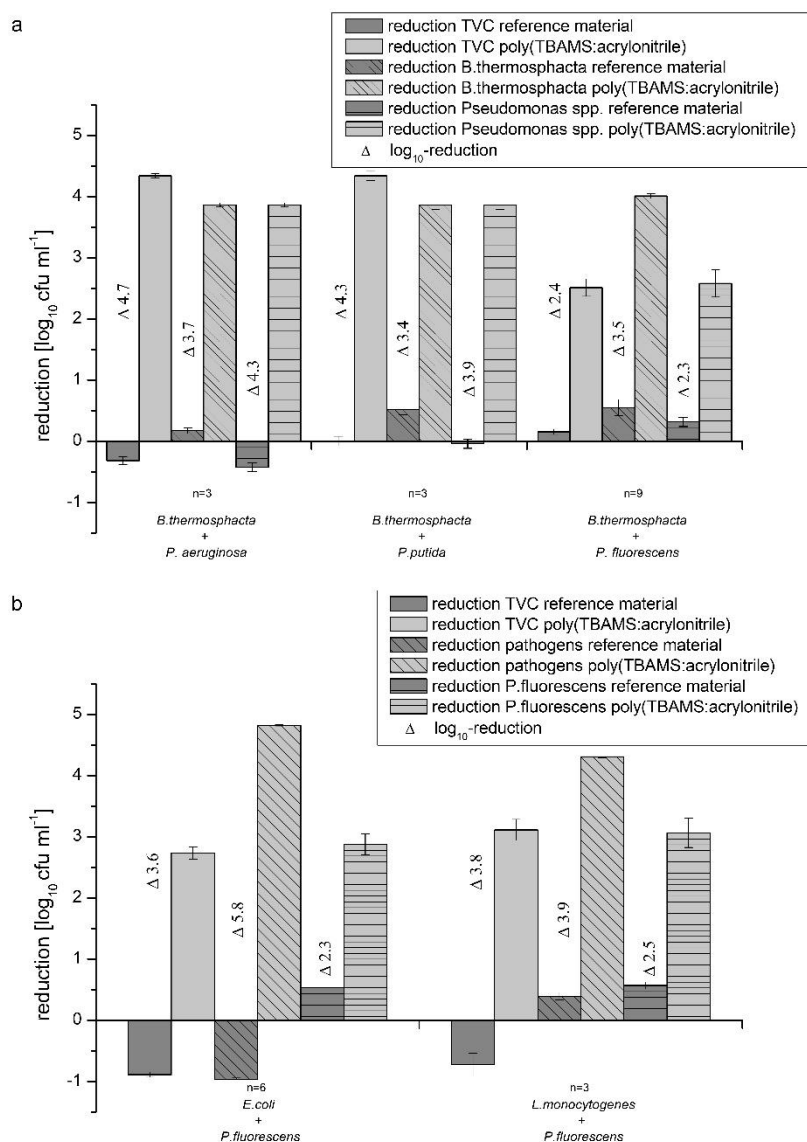 a
reduction TVC reference material
reduction TVC poly(TBAMS:acrylonitrile)
reduction B.thermosphacta reference material
reduction B.thermosphacta poly(TBAMS:acrylonitrile)
reduction Pseudomonas spp. reference material
reduction Pseudomonas spp. poly(TBAMS:acrylonitrile)
Δ log₁₀-reduction
reduction [log₁₀ cfu ml⁻¹]
5
4
3
2
1
0
-1
Δ 4.7
Δ 3.7
Δ 4.3
Δ 4.3
Δ 3.4
Δ 3.9
Δ 2.4
Δ 3.5
Δ 2.3
n=3
B.thermosphacta
+
P. aeruginosa
n=3
B.thermosphacta
+
P.putida
n=9
B.thermosphacta
+
P. fluorescens
b
reduction TVC reference material
reduction TVC poly(TBAMS:acrylonitrile)
reduction pathogens reference material
reduction pathogens poly(TBAMS:acrylonitrile)
reduction P.fluorescens reference material
reduction P.fluorescens poly(TBAMS:acrylonitrile)
Δ log₁₀-reduction
reduction [log₁₀ cfu ml⁻¹]
5
4
3
2
1
0
-1
Δ 3.6
Δ 5.8
Δ 2.3
Δ 3.8
Δ 3.9
Δ 2.5
n=6
E.coli
+
P.fluorescens
n=3
L.monocytogenes
+
P.fluorescens